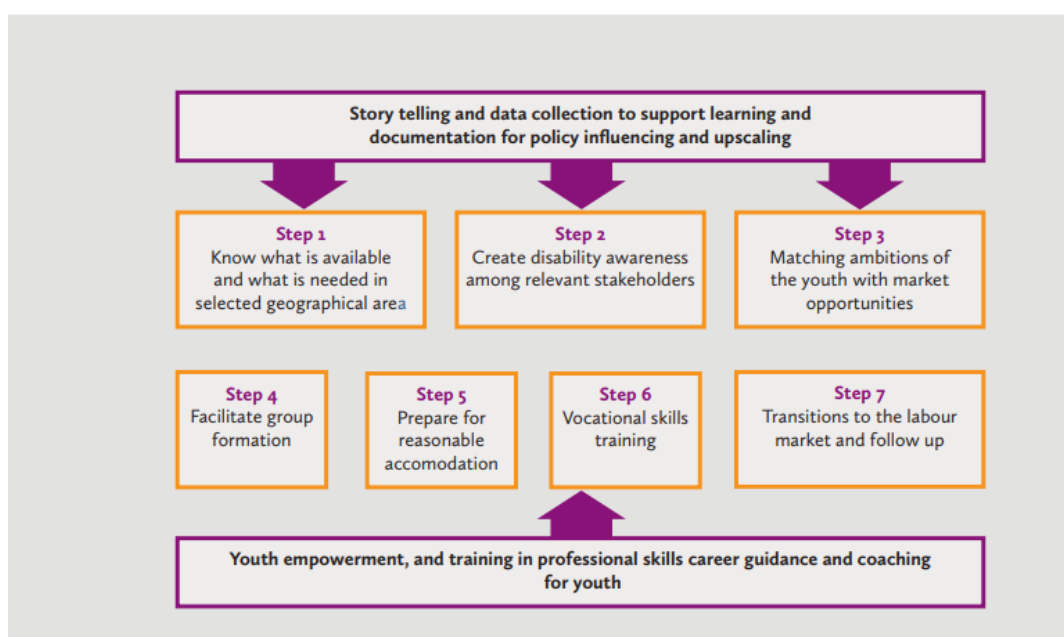 Story telling and data collection to support learning and
documentation for policy influencing and upscaling
Step 1
Know what is available
and what is needed in
selected geographical area
Step 2
Create disability awareness
among relevant stakeholders
Step 3
Matching ambitions of
the youth with market
opportunities
Step 4
Facilitate group
formation
Step 5
Prepare for
reasonable
accomodation
Step 6
Vocational skills
training
Step 7
Transitions to the labour
market and follow up
Youth empowerment, and training in professional skills career guidance and coaching
for youth